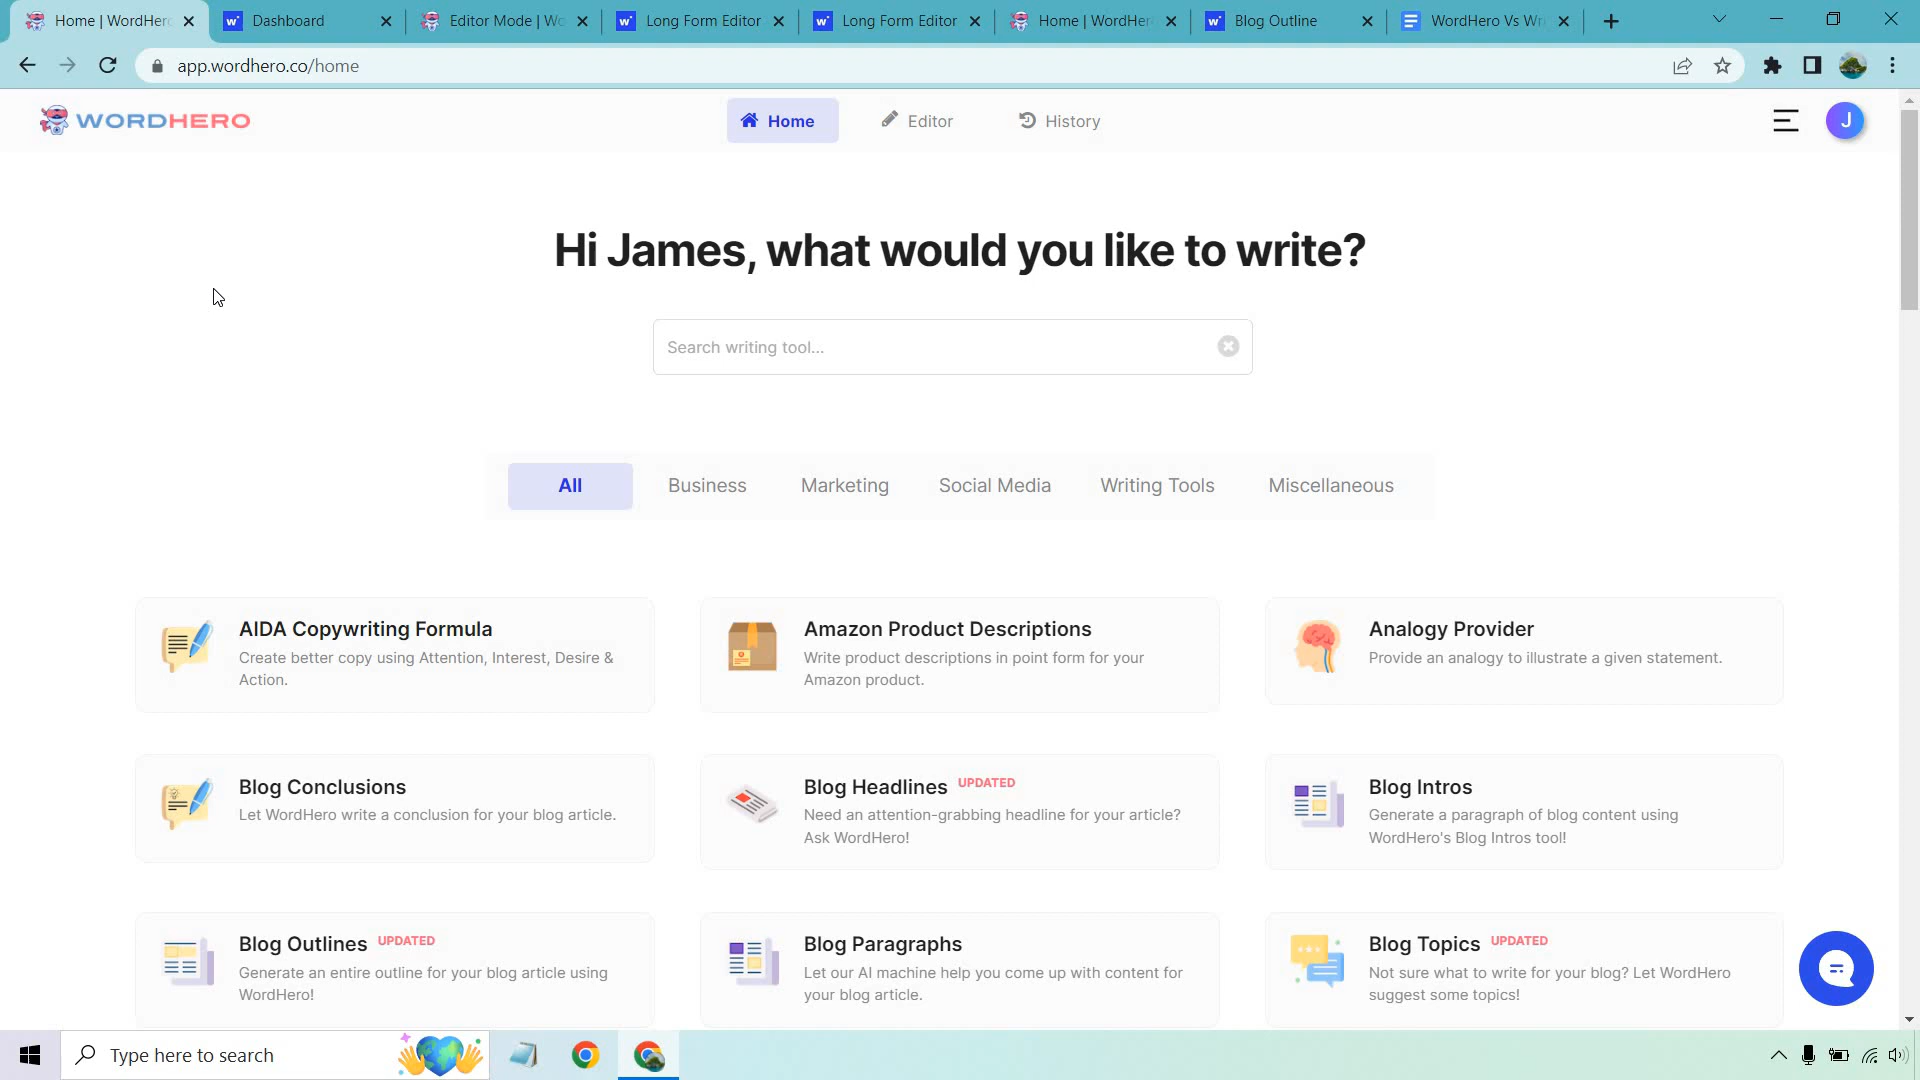 Home | WordHero
Dashboard
Editor Mode | Wo
Long Form Editor
Long Form Editor
Home | WordHer
Blog Outline
WordHero Vs Wr
app.wordhero.co/home
WORDHERO
Home
Editor
History
J
Hi James, what would you like to write?
Search writing tool...
All
Business
Marketing
Social Media
Writing Tools
Miscellaneous
AIDA Copywriting Formula
Create better copy using Attention, Interest, Desire &
Action.
Amazon Product Descriptions
Write product descriptions in point form for your
Amazon product.
Analogy Provider
Provide an analogy to illustrate a given statement.
Blog Conclusions
Let WordHero write a conclusion for your blog article.
Blog Headlines UPDATED
Need an attention-grabbing headline for your article?
Ask WordHero!
Blog Intros
Generate a paragraph of blog content using
WordHero's Blog Intros tool!
Blog Outlines UPDATED
Generate an entire outline for your blog article using
WordHero!
Blog Paragraphs
Let our AI machine help you come up with content for
your blog article.
Blog Topics UPDATED
Not sure what to write for your blog? Let WordHero
suggest some topics!
Type here to search